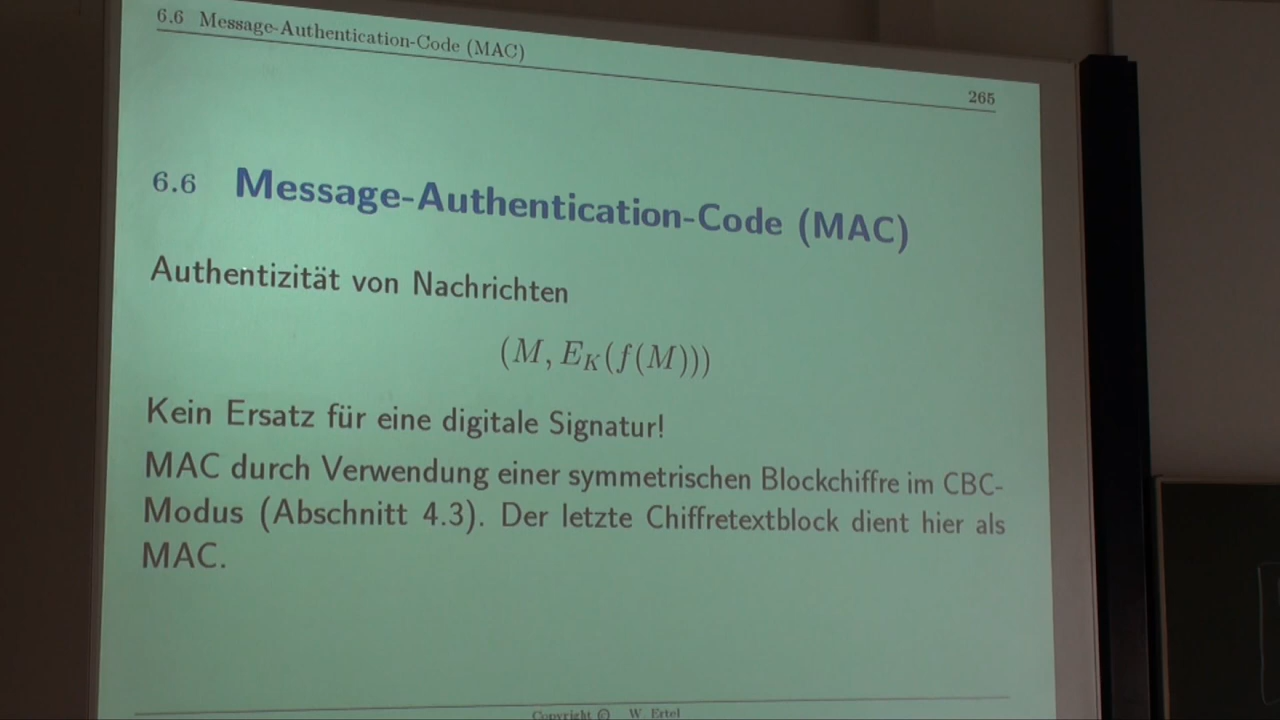 6.6 Message-Authentication-Code (MAC)
265
6.6 Message-Authentication-Code (MAC)
Authentizität von Nachrichten
(M, E_K(f(M)))
Kein Ersatz für eine digitale Signatur!
MAC durch Verwendung einer symmetrischen Blockchiffre im CBC-
Modus (Abschnitt 4.3). Der letzte Chiffretextblock dient hier als
MAC.
Copyright © W. Ertel